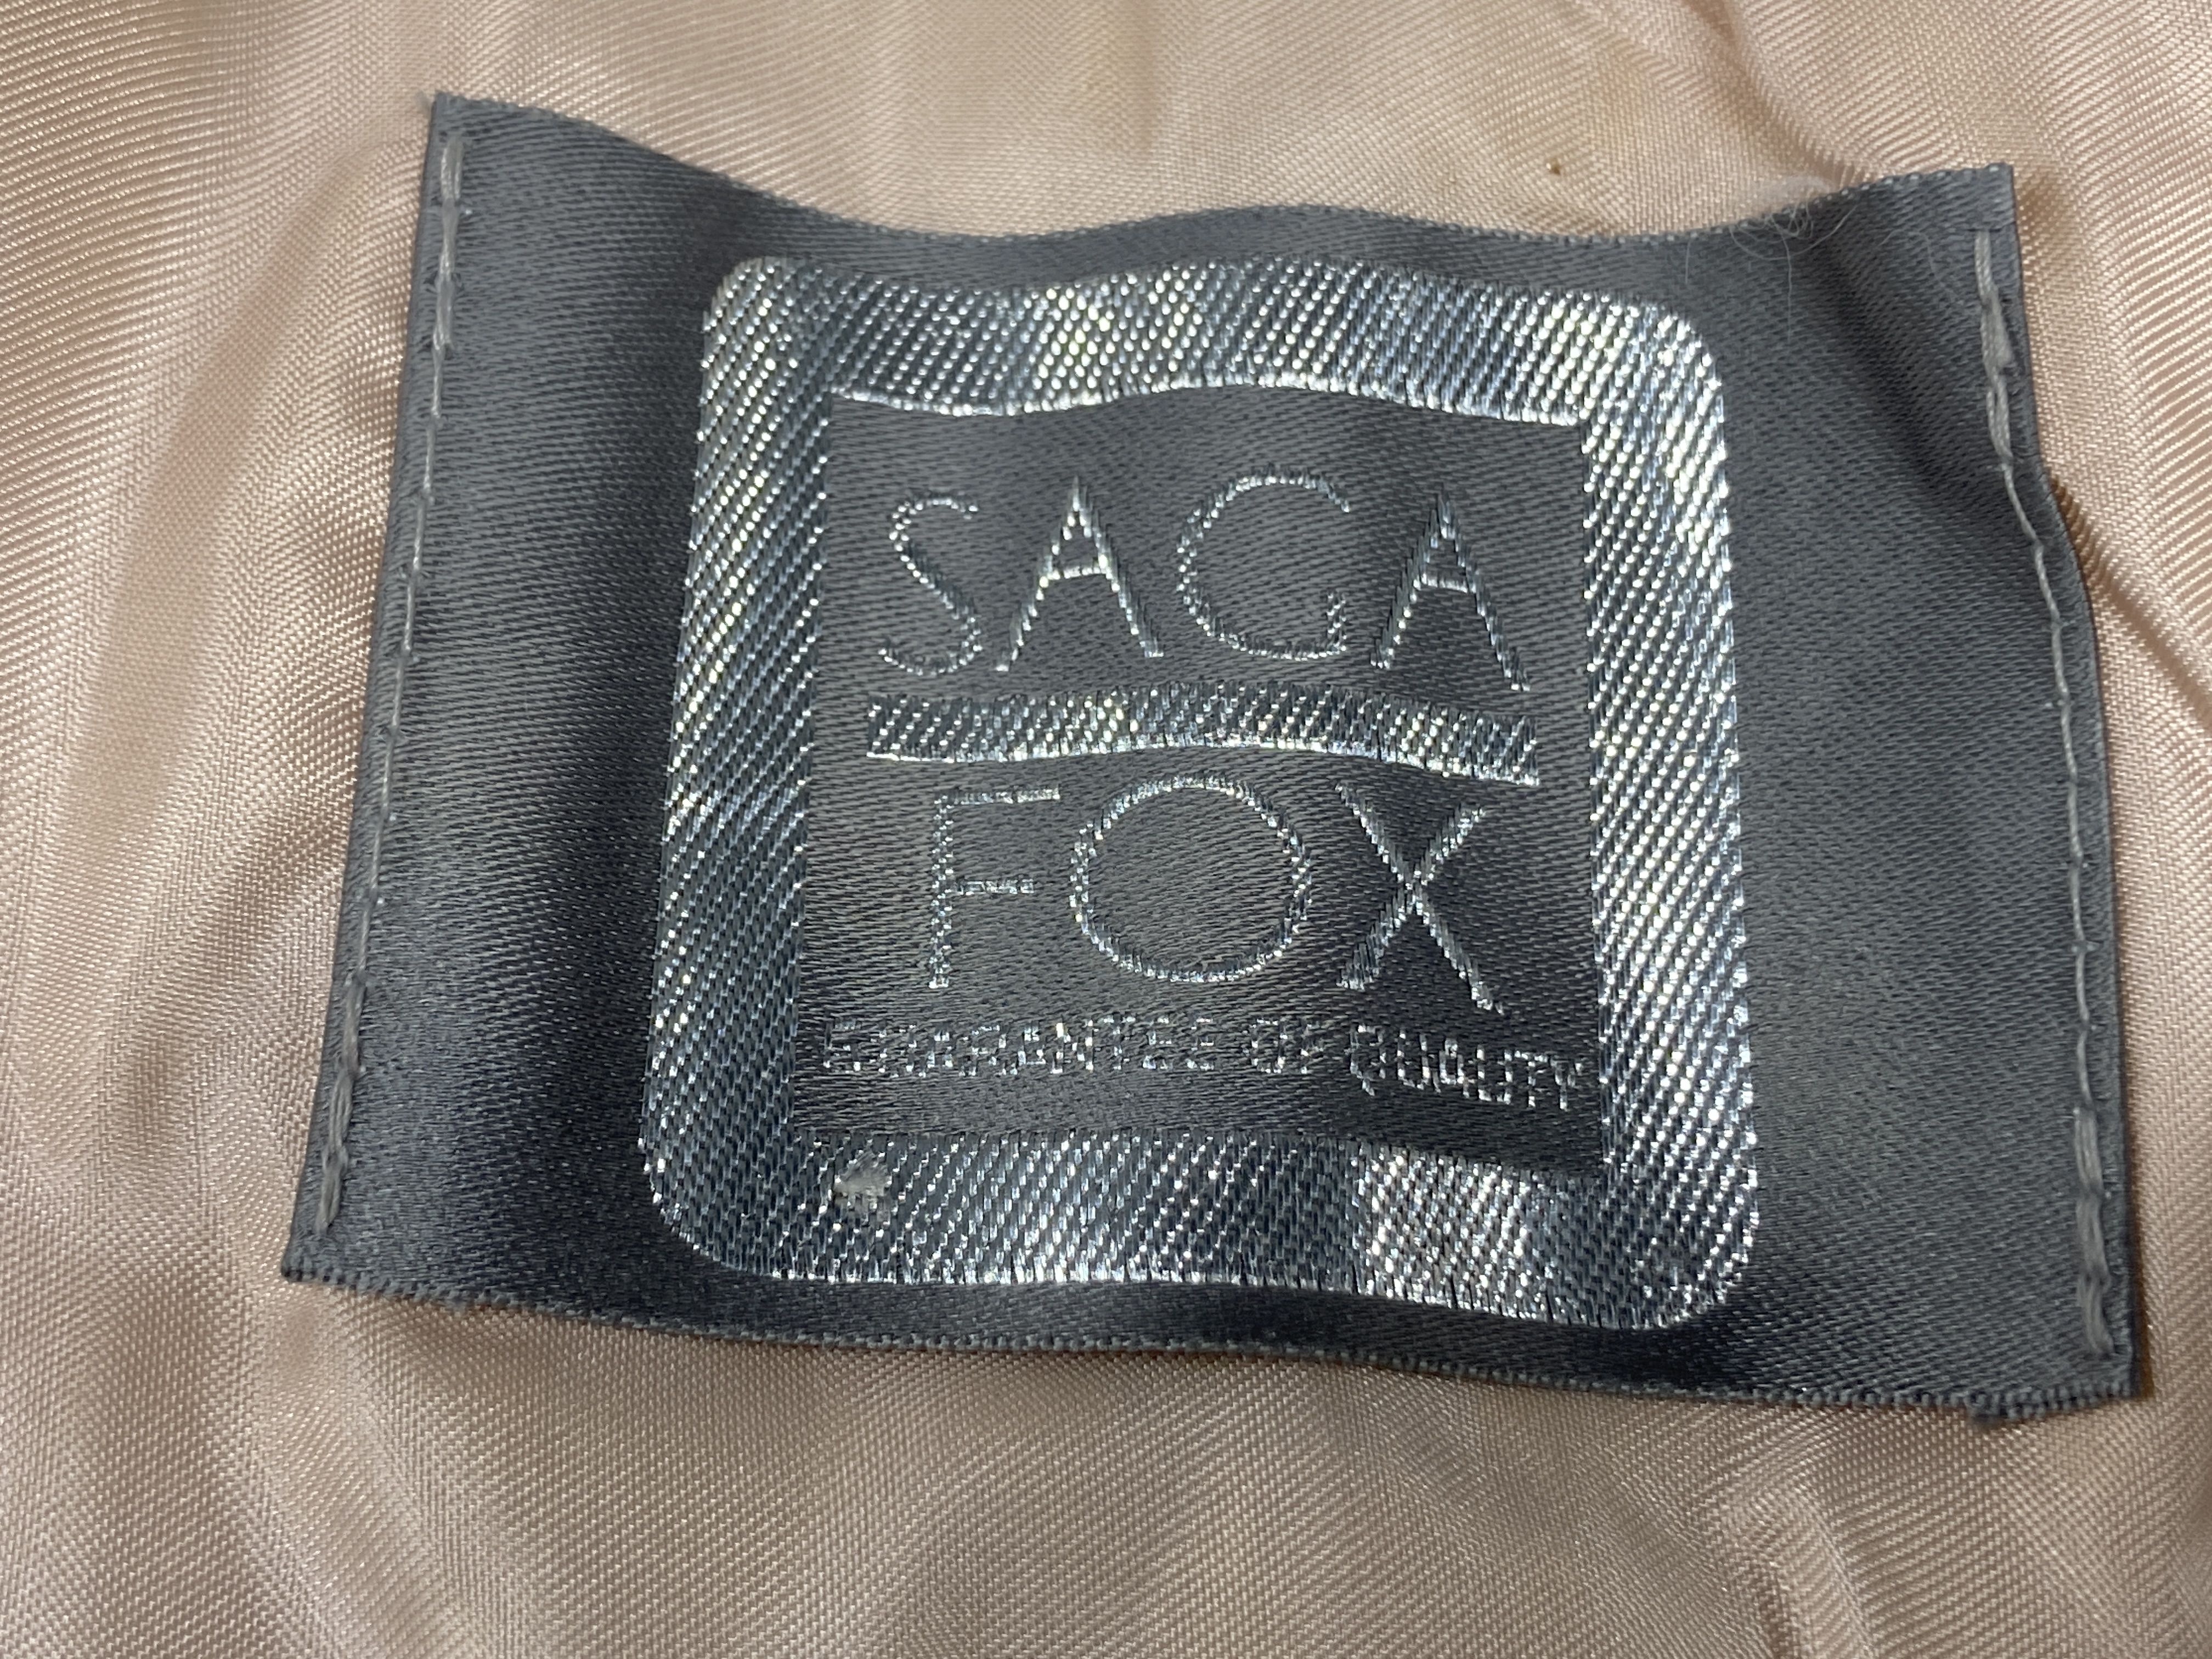 SAGA
FOX
GUARANTEE OF QUALITY